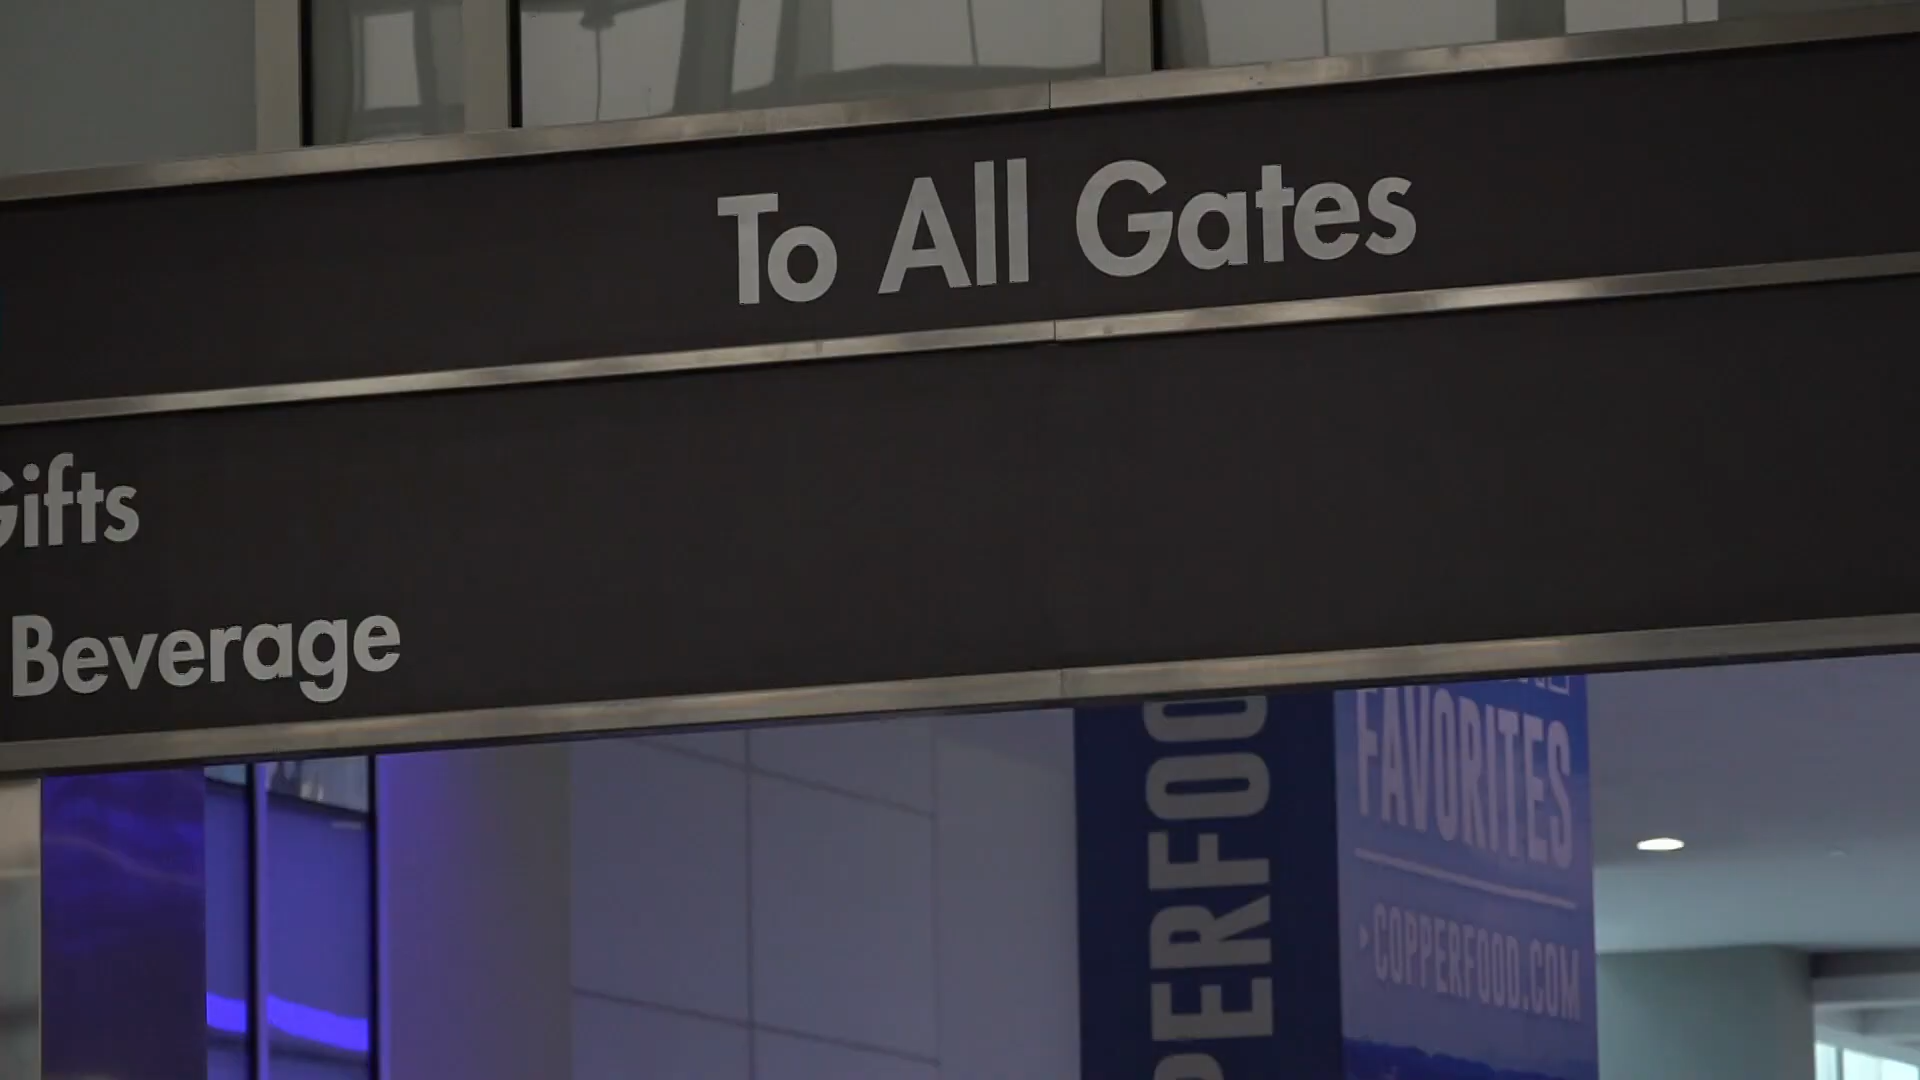 To All Gates
Gifts
Beverage
PERFOO
FAVORITES
COPPERFOOD.COM